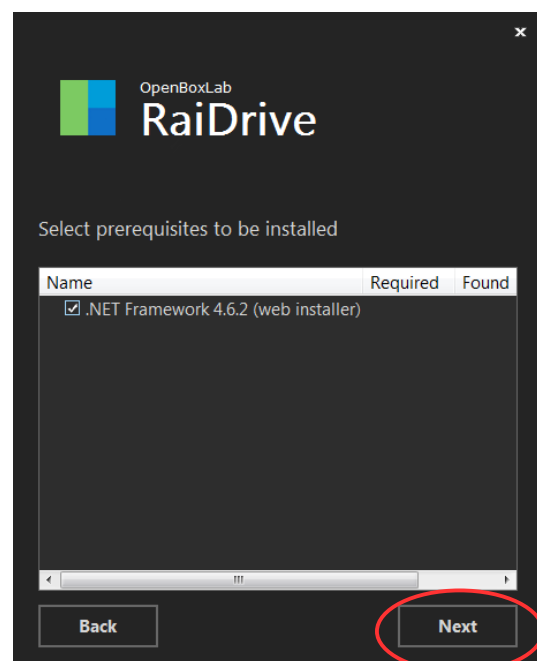 x
OpenBoxLab
RaiDrive
Select prerequisites to be installed
Name Required Found
.NET Framework 4.6.2 (web installer)
Back Next